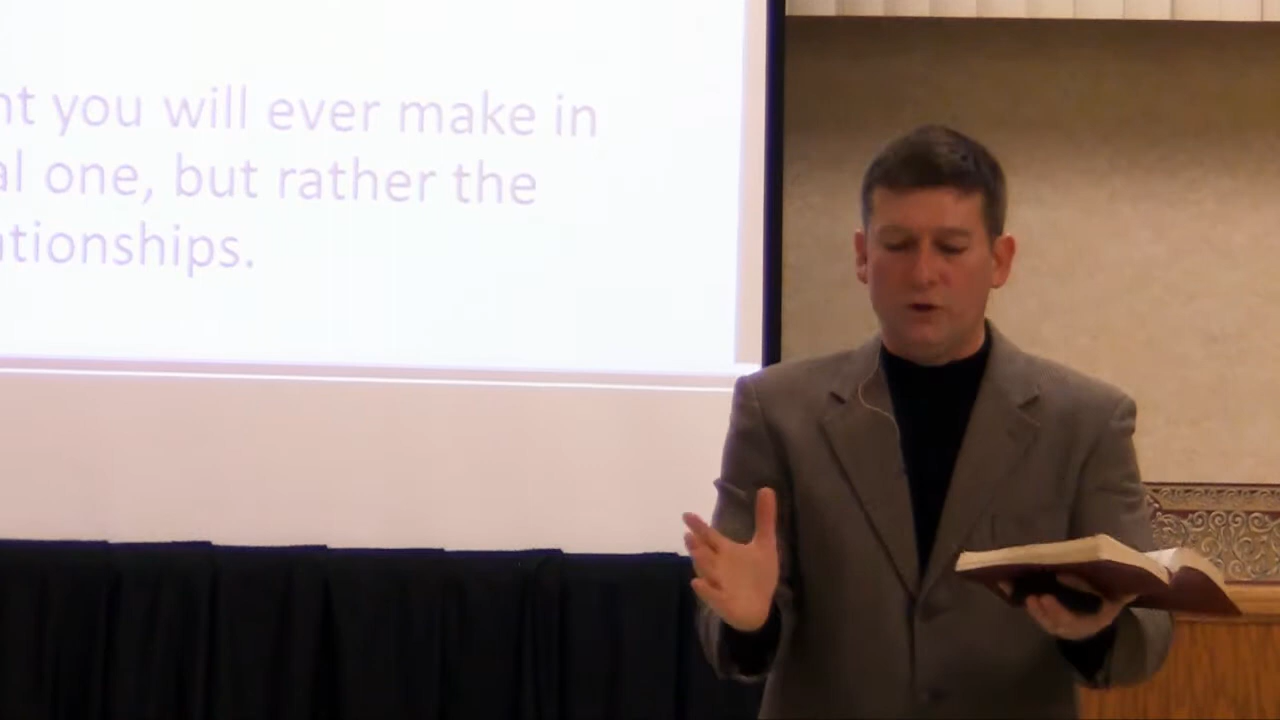 nt you will ever make in
al one, but rather the
ationships.